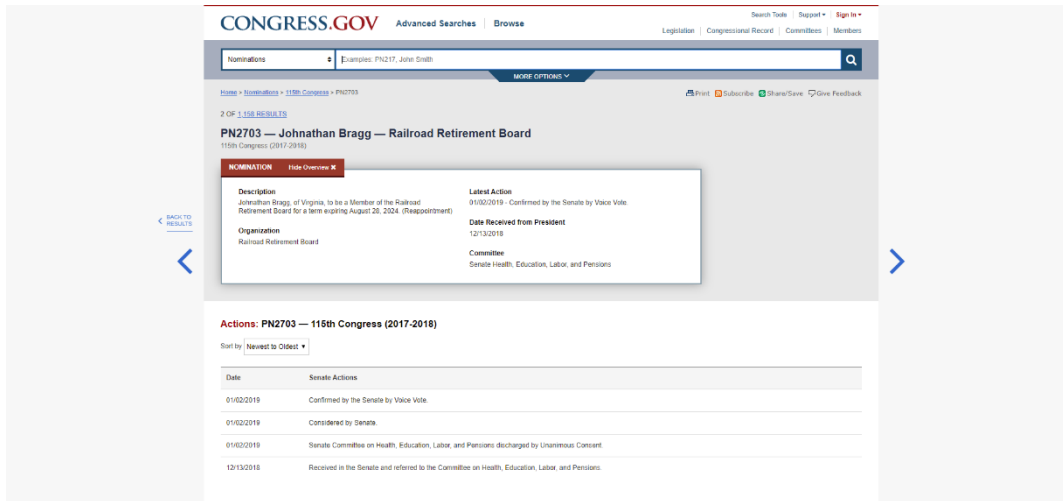 CONGRESS.GOV Advanced Searches Browse
Search Tools Support Sign In
Legislation Congressional Record Committees Members
Nominations Examples: PN217, John Smith
MORE OPTIONS
Home > Nominations > 115th Congress > PN2703
Print Subscribe Share/Save Give Feedback
2 OF 1,158 RESULTS
PN2703 — Johnathan Bragg — Railroad Retirement Board
115th Congress (2017-2018)
NOMINATION Hide Overview ✖
Description
Johnathan Bragg, of Virginia, to be a Member of the Railroad
Retirement Board for a term expiring August 28, 2024. (Reappointment)
Organization
Railroad Retirement Board
Latest Action
01/02/2019 - Confirmed by the Senate by Voice Vote.
Date Received from President
12/13/2018
Committee
Senate Health, Education, Labor, and Pensions
BACK TO
RESULTS
Actions: PN2703 — 115th Congress (2017-2018)
Sort by Newest to Oldest
Date Senate Actions
01/02/2019 Confirmed by the Senate by Voice Vote.
01/02/2019 Considered by Senate.
01/02/2019 Senate Committee on Health, Education, Labor, and Pensions discharged by Unanimous Consent.
12/13/2018 Received in the Senate and referred to the Committee on Health, Education, Labor, and Pensions.